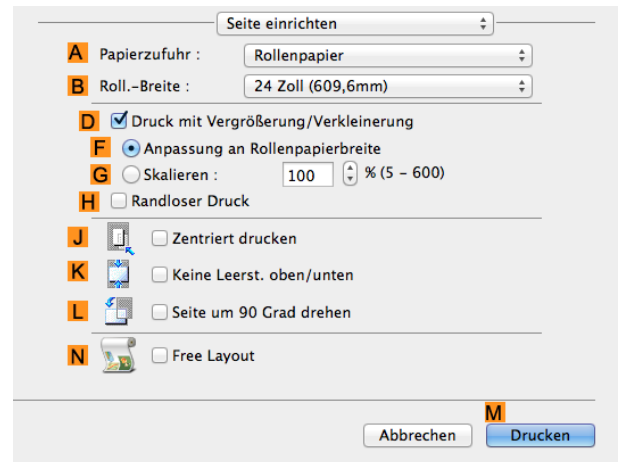 Seite einrichten
A Papierzufuhr : Rollenpapier
B Roll.-Breite : 24 Zoll (609,6mm)
D Druck mit Vergrößerung/Verkleinerung
F Anpassung an Rollenpapierbreite
G Skalieren : 100 % (5 - 600)
H Randloser Druck
J Zentriert drucken
K Keine Leerst. oben/unten
L Seite um 90 Grad drehen
N Free Layout
M
Abbrechen Drucken